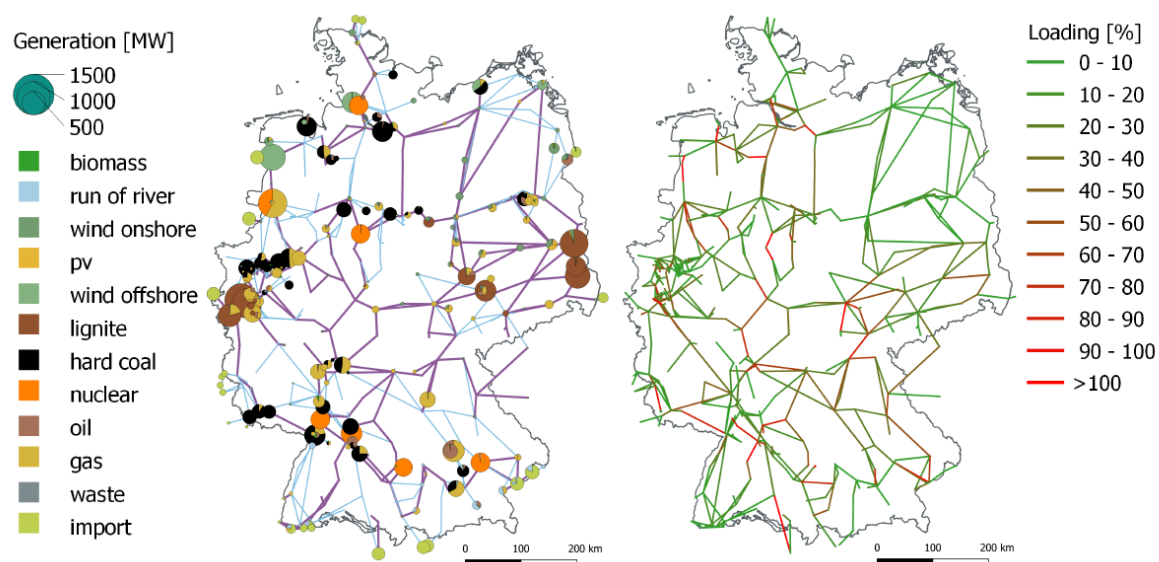 Generation [MW]
1500
1000
500
biomass
run of river
wind onshore
pv
wind offshore
lignite
hard coal
nuclear
oil
gas
waste
import
0 100 200 km
Loading [%]
0 - 10
10 - 20
20 - 30
30 - 40
40 - 50
50 - 60
60 - 70
70 - 80
80 - 90
90 - 100
>100
0 100 200 km